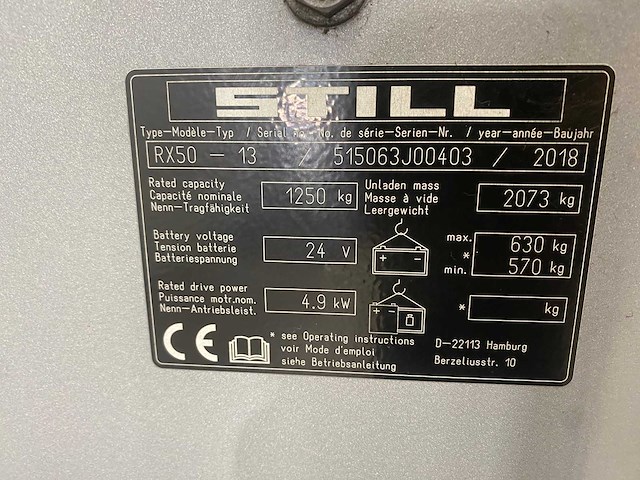 STILL
Type-Modèle-Typ / Serial no.-No. de série-Serien-Nr. / year-année-Baujahr
RX50 - 13 / 515063J00403 / 2018
Rated capacity
Capacité nominale
Nenn-Tragfähigkeit
1250 kg
Unladen mass
Masse à vide
Leergewicht
2073 kg
Battery voltage
Tension batterie
Batteriespannung
24 V
+ -
max. 630 kg
*
min. 570 kg
Rated drive power
Puissance motr.nom.
Nenn-Antriebsleist.
4.9 kW
+ -
* kg
CE
* see Operating instructions
voir Mode d'emploi
siehe Betriebsanleitung
D-22113 Hamburg
Berzeliusstr. 10